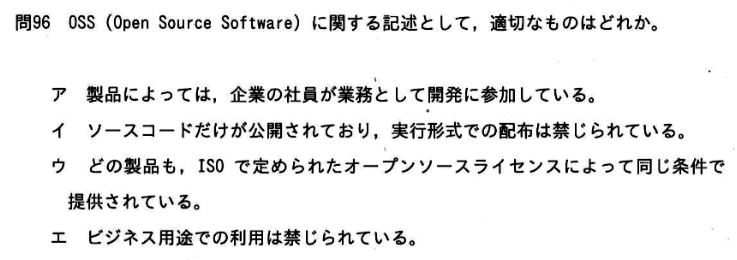 問96 OSS (Open Source Software) に関する記述として，適切なものはどれか。
ア 製品によっては，企業の社員が業務として開発に参加している。
イ ソースコードだけが公開されており，実行形式での配布は禁じられている。
ウ どの製品も，ISO で定められたオープンソースライセンスによって同じ条件で
提供されている。
エ ビジネス用途での利用は禁じられている。